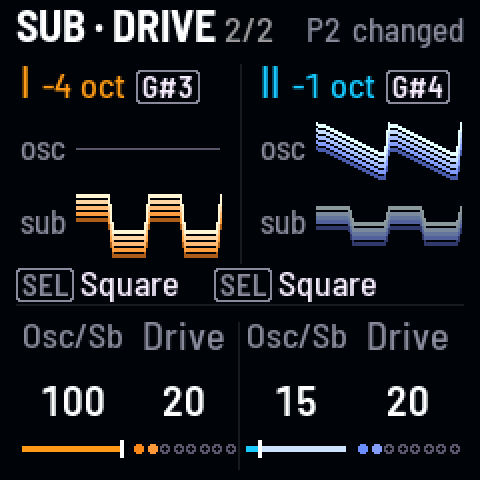 SUB · DRIVE 2/2 P2 changed
I -4 oct G#3 II -1 oct G#4
osc osc
sub sub
SEL Square SEL Square
Osc/Sb Drive Osc/Sb Drive
100 20 15 20